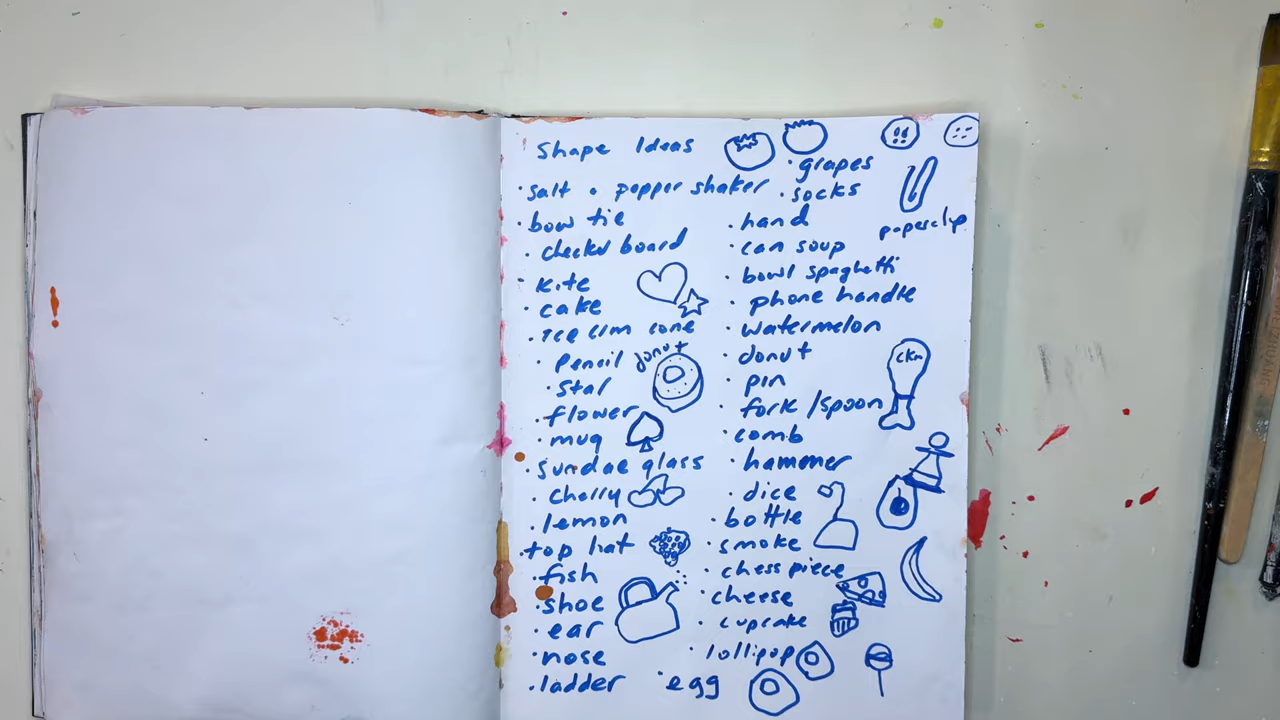 Shape Ideas
· grapes
· salt + pepper shaker
· socks
paperclip
· bow tie
· checker board
· kite
· cake
· Ice crm cone
· pencil
donut
· star
· flower
· mug
· sundae glass
· cherry
· lemon
· top hat
· fish
· shoe
· ear
· nose
· ladder
· hand
· can soup
· bowl spaghetti
· phone handle
· watermelon
· donut
· pin
· fork /spoon
· comb
· hammer
· dice
· bottle
· smoke
· chess piece
· cheese
· cupcake
· lollipop
· egg
ckn